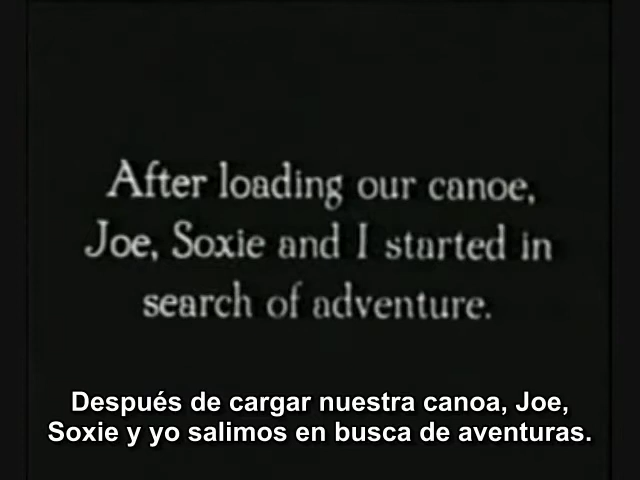 After loading our canoe,
Joe, Soxie and I started in
search of adventure.
Después de cargar nuestra canoa, Joe,
Soxie y yo salimos en busca de aventuras.